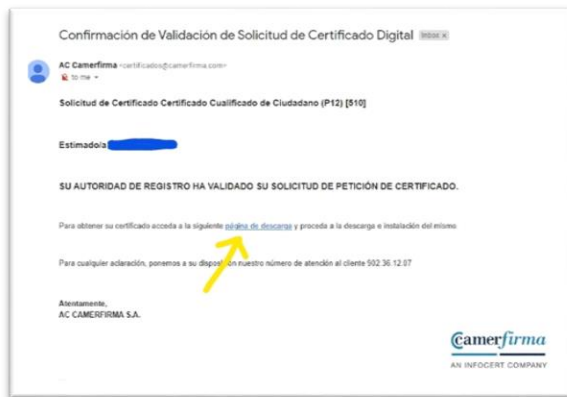 Confirmación de Validación de Solicitud de Certificado Digital Inbox x
AC Camerfirma <certificados@camerfirma.com>
to me
Solicitud de Certificado Certificado Cualificado de Ciudadano (P12) [510]
Estimado/a
SU AUTORIDAD DE REGISTRO HA VALIDADO SU SOLICITUD DE PETICIÓN DE CERTIFICADO.
Para obtener su certificado acceda a la siguiente página de descarga y proceda a la descarga e instalación del mismo
Para cualquier aclaración, ponemos a su disposición nuestro número de atención al cliente 902.36.12.07
Atentamente,
AC CAMERFIRMA S.A.
Camerfirma
AN INFOCERT COMPANY